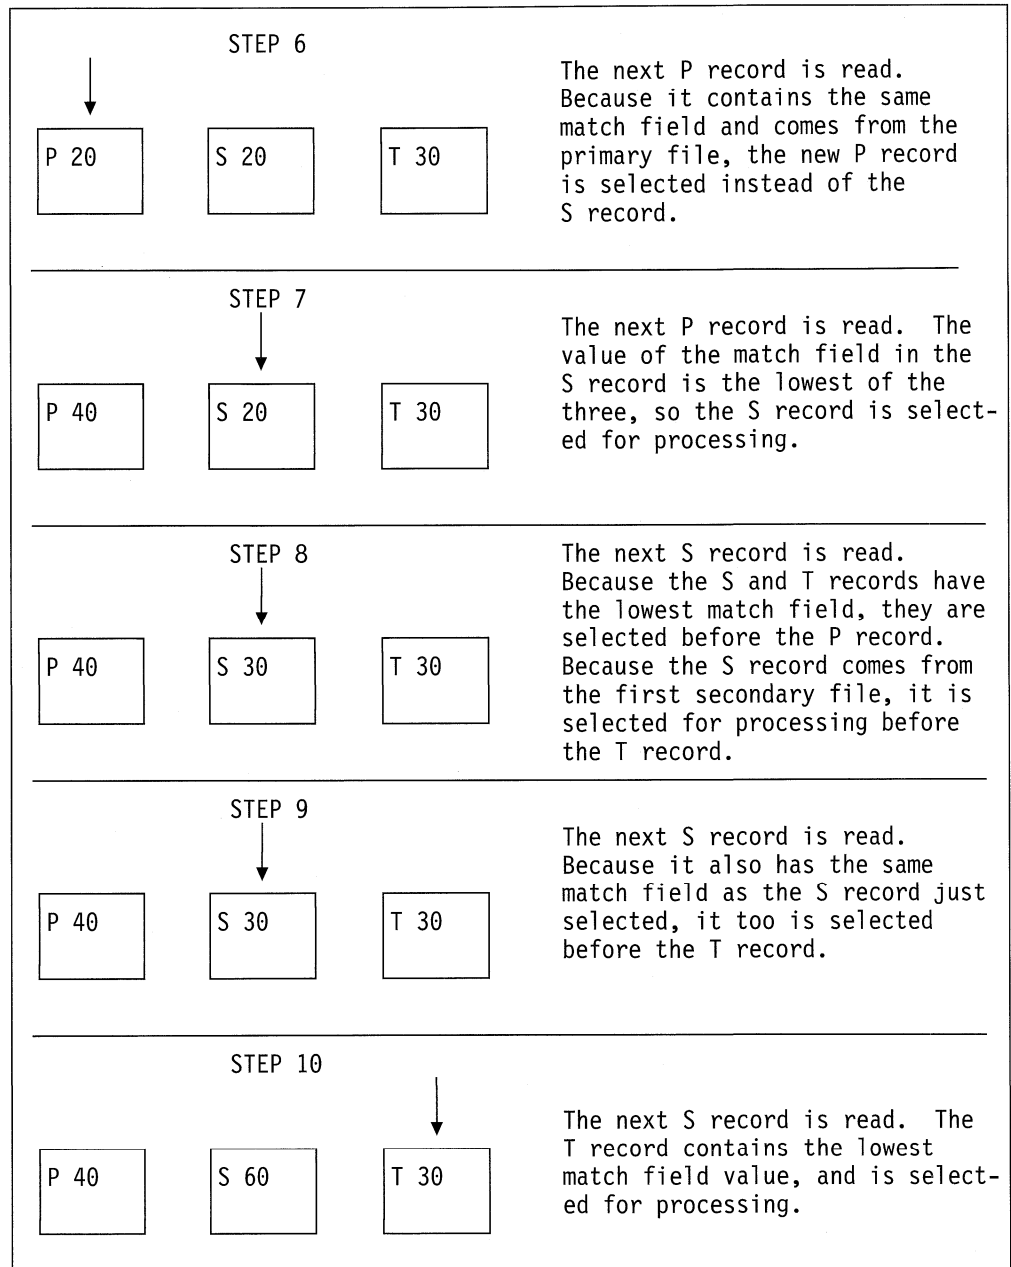 STEP 6
P 20
S 20
T 30
The next P record is read.
Because it contains the same
match field and comes from the
primary file, the new P record
is selected instead of the
S record.
STEP 7
P 40
S 20
T 30
The next P record is read.  The
value of the match field in the
S record is the lowest of the
three, so the S record is select-
ed for processing.
STEP 8
P 40
S 30
T 30
The next S record is read.
Because the S and T records have
the lowest match field, they are
selected before the P record.
Because the S record comes from
the first secondary file, it is
selected for processing before
the T record.
STEP 9
P 40
S 30
T 30
The next S record is read.
Because it also has the same
match field as the S record just
selected, it too is selected
before the T record.
STEP 10
P 40
S 60
T 30
The next S record is read.  The
T record contains the lowest
match field value, and is select-
ed for processing.